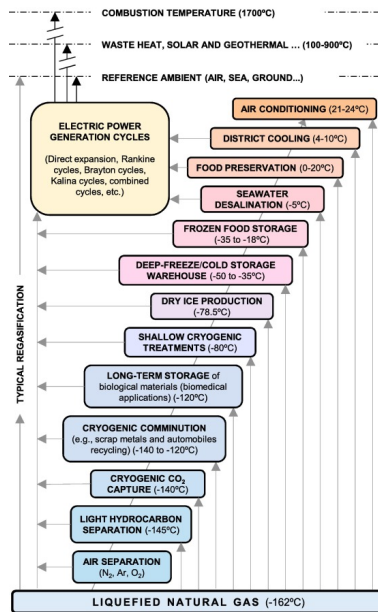 COMBUSTION TEMPERATURE (1700ºC)
WASTE HEAT, SOLAR AND GEOTHERMAL ... (100-900ºC)
REFERENCE AMBIENT (AIR, SEA, GROUND...)
ELECTRIC POWER
GENERATION CYCLES
(Direct expansion, Rankine
cycles, Brayton cycles,
Kalina cycles, combined
cycles, etc.)
AIR CONDITIONING (21-24ºC)
DISTRICT COOLING (4-10ºC)
FOOD PRESERVATION (0-20ºC)
SEAWATER
DESALINATION (-5ºC)
FROZEN FOOD STORAGE
(-35 to -18ºC)
DEEP-FREEZE/COLD STORAGE
WAREHOUSE (-50 to -35ºC)
DRY ICE PRODUCTION
(-78.5ºC)
SHALLOW CRYOGENIC
TREATMENTS (-80ºC)
LONG-TERM STORAGE of
biological materials (biomedical
applications) (-120ºC)
CRYOGENIC COMMINUTION
(e.g., scrap metals and automobiles
recycling) (-140 to -120ºC)
CRYOGENIC CO₂
CAPTURE (-140ºC)
LIGHT HYDROCARBON
SEPARATION (-145ºC)
AIR SEPARATION
(N₂, Ar, O₂)
TYPICAL REGASIFICATION
LIQUEFIED NATURAL GAS (-162ºC)